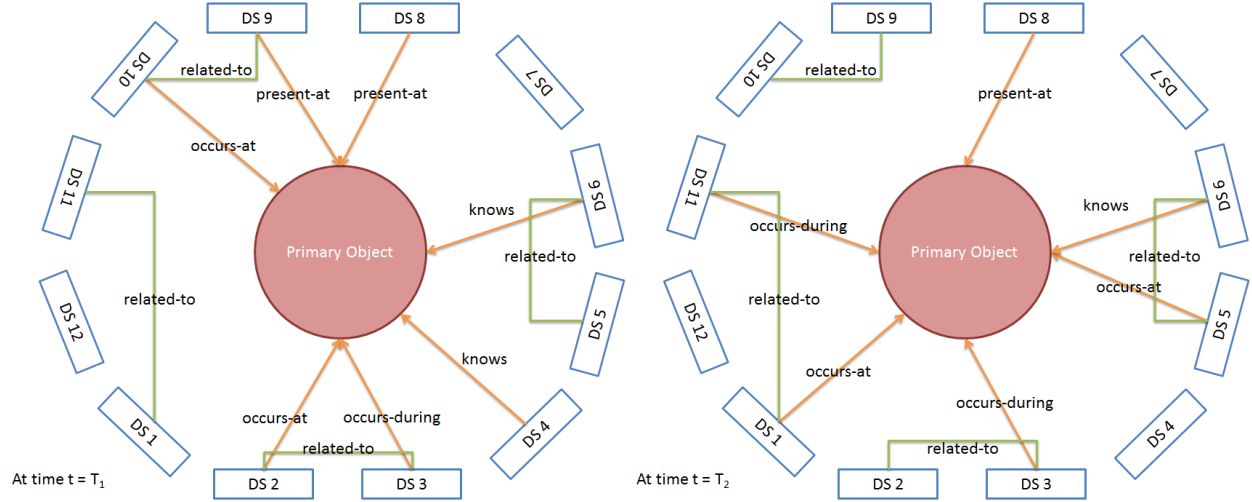 DS 9
DS 8
DS 10
related-to
DS 7
present-at
present-at
occurs-at
DS 11
DS 6
knows
Primary Object
related-to
related-to
DS 12
DS 5
knows
DS 1
occurs-at
occurs-during
DS 4
related-to
At time t = T1
DS 2
DS 3
DS 9
DS 8
DS 10
related-to
DS 7
present-at
DS 11
DS 6
knows
occurs-during
Primary Object
related-to
occurs-at
related-to
DS 12
DS 5
occurs-at
DS 1
occurs-during
DS 4
related-to
At time t = T2
DS 2
DS 3